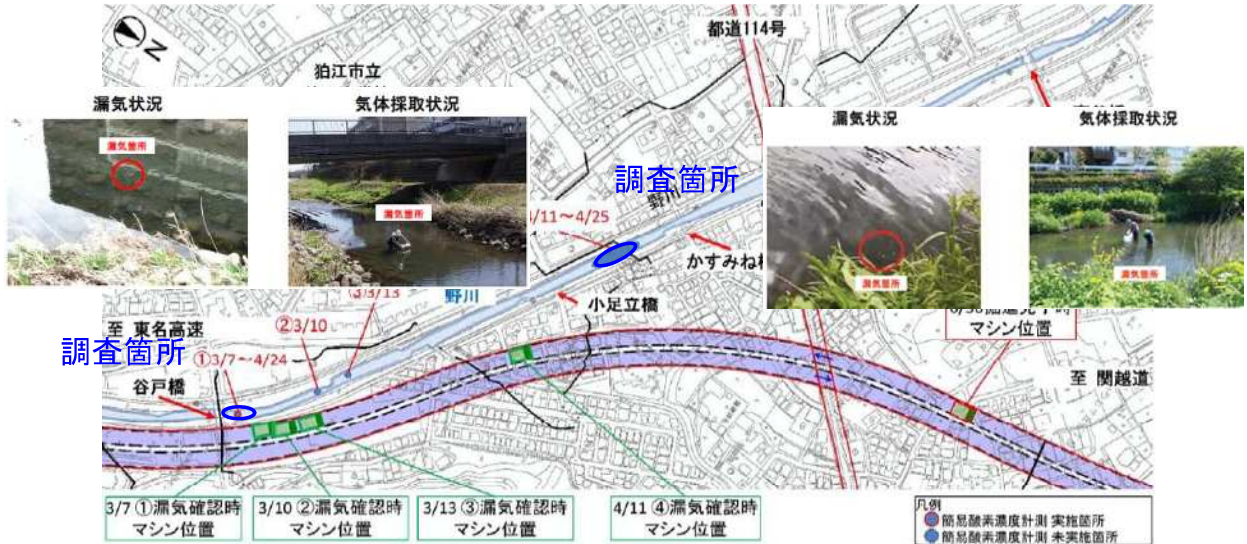 N
都道114号
狛江市立
漏気状況
気体採取状況
漏気箇所
漏気箇所
調査箇所
野川
4/11～4/25
かすみね
漏気状況
気体採取状況
漏気箇所
漏気箇所
③3/13
野川
小足立橋
至 東名高速
②3/10
マシン位置
調査箇所
①3/7～4/24
谷戸橋
至 関越道
3/7 ①漏気確認時
マシン位置
3/10 ②漏気確認時
マシン位置
3/13 ③漏気確認時
マシン位置
4/11 ④漏気確認時
マシン位置
凡例
簡易酸素濃度計測 実施箇所
簡易酸素濃度計測 未実施箇所